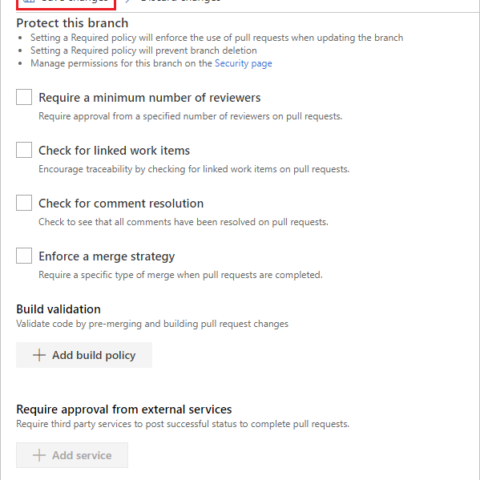 Save changes Discard changes
Protect this branch
Setting a Required policy will enforce the use of pull requests when updating the branch
Setting a Required policy will prevent branch deletion
Manage permissions for this branch on the Security page
Require a minimum number of reviewers
Require approval from a specified number of reviewers on pull requests.
Check for linked work items
Encourage traceability by checking for linked work items on pull requests.
Check for comment resolution
Check to see that all comments have been resolved on pull requests.
Enforce a merge strategy
Require a specific type of merge when pull requests are completed.
Build validation
Validate code by pre-merging and building pull request changes
Add build policy
Require approval from external services
Require third party services to post successful status to complete pull requests.
Add service